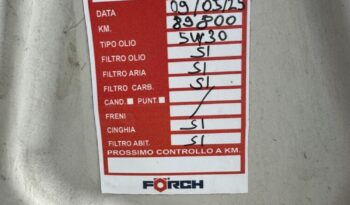 DATA 09/05/25
KM. 89800
TIPO OLIO 5W30
FILTRO OLIO SI
FILTRO ARIA SI
FILTRO CARB. SI
CAND. PUNT. /
FRENI
CINGHIA SI
FILTRO ABIT. SI
PROSSIMO CONTROLLO A KM.
FÖRCH